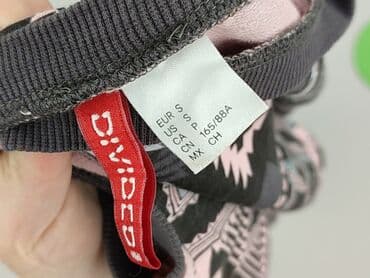 DIVIDED
EUR S
US S
CA P
CN 165/88A
MX CH